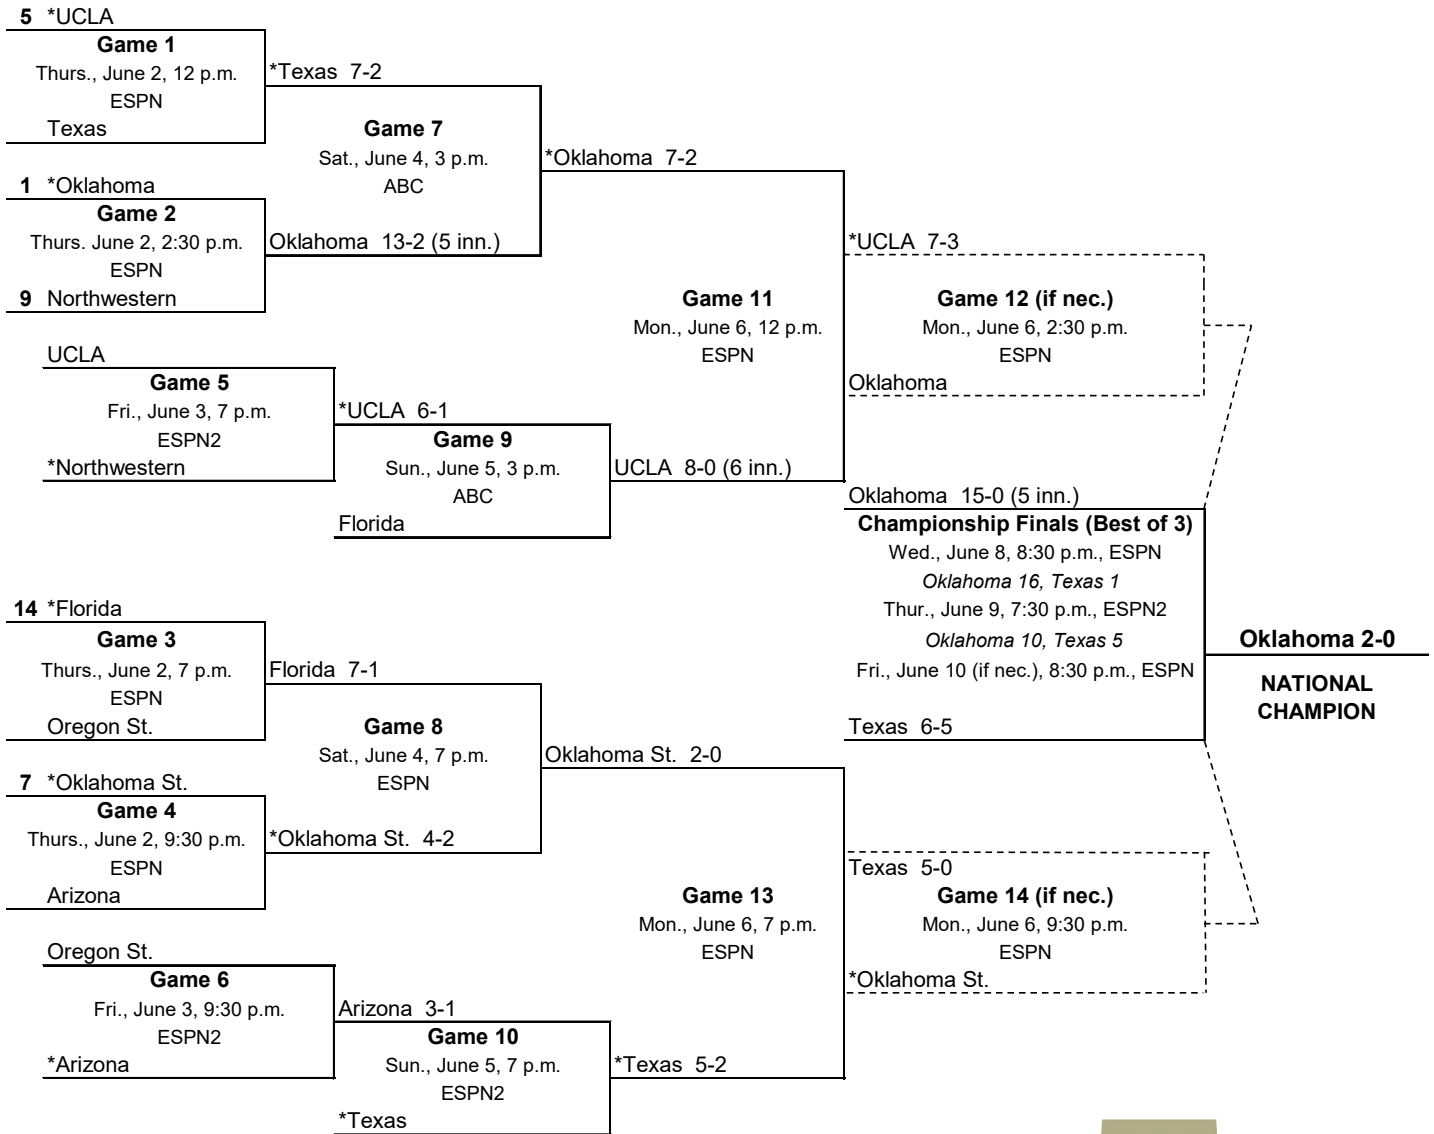 5 *UCLA
Game 1
Thurs., June 2, 12 p.m.
ESPN
Texas
*Texas 7-2
1 *Oklahoma
Game 2
Thurs. June 2, 2:30 p.m.
ESPN
9 Northwestern
Oklahoma 13-2 (5 inn.)
Game 7
Sat., June 4, 3 p.m.
ABC
*Oklahoma 7-2
UCLA
Game 5
Fri., June 3, 7 p.m.
ESPN2
*Northwestern
*UCLA 6-1
Game 9
Sun., June 5, 3 p.m.
ABC
Florida
UCLA 8-0 (6 inn.)
Game 11
Mon., June 6, 12 p.m.
ESPN
*UCLA 7-3
Game 12 (if nec.)
Mon., June 6, 2:30 p.m.
ESPN
Oklahoma
Oklahoma 15-0 (5 inn.)
Championship Finals (Best of 3)
Wed., June 8, 8:30 p.m., ESPN
Oklahoma 16, Texas 1
Thur., June 9, 7:30 p.m., ESPN2
Oklahoma 10, Texas 5
Fri., June 10 (if nec.), 8:30 p.m., ESPN
Texas 6-5
Oklahoma 2-0
NATIONAL
CHAMPION
14 *Florida
Game 3
Thurs., June 2, 7 p.m.
ESPN
Oregon St.
Florida 7-1
7 *Oklahoma St.
Game 4
Thurs., June 2, 9:30 p.m.
ESPN
Arizona
*Oklahoma St. 4-2
Game 8
Sat., June 4, 7 p.m.
ESPN
Oklahoma St. 2-0
Oregon St.
Game 6
Fri., June 3, 9:30 p.m.
ESPN2
*Arizona
Arizona 3-1
Game 10
Sun., June 5, 7 p.m.
ESPN2
*Texas
*Texas 5-2
Game 13
Mon., June 6, 7 p.m.
ESPN
Texas 5-0
Game 14 (if nec.)
Mon., June 6, 9:30 p.m.
ESPN
*Oklahoma St.